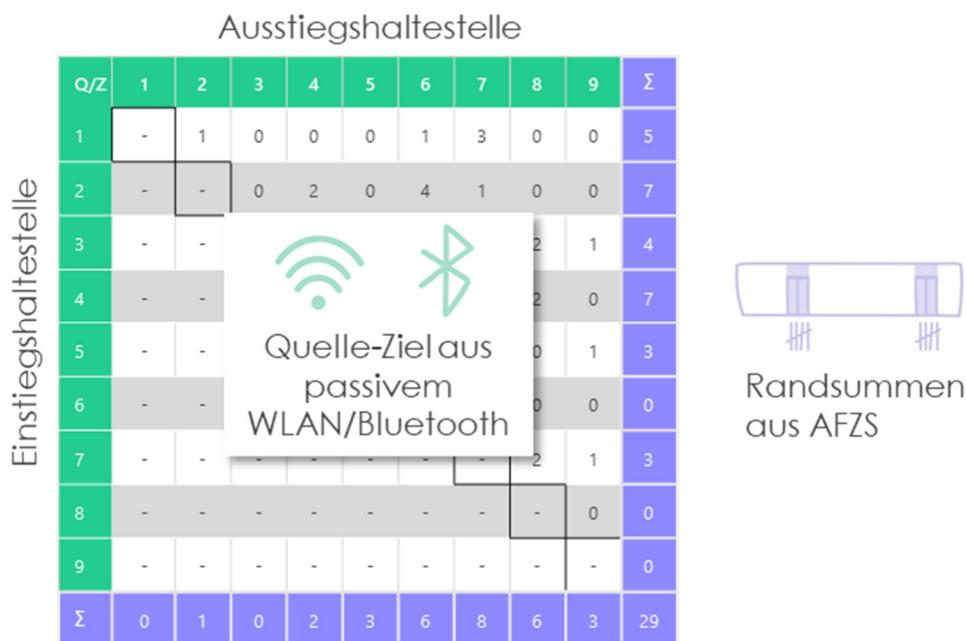 Ausstiegshaltestelle
Einstiegshaltestelle
Q/Z 1 2 3 4 5 6 7 8 9 Σ
1 - 1 0 0 0 1 3 0 0 5
2 - - 0 2 0 4 1 0 0 7
3 - - 2 1 4
4 - - 2 0 7
5 - - 0 1 3
6 - - 0 0 0
7 - - - - - - - 2 1 3
8 - - - - - - - - 0 0
9 - - - - - - - - - 0
Σ 0 1 0 2 3 6 8 6 3 29
Quelle-Ziel aus
passivem
WLAN/Bluetooth
Randsummen
aus AFZS